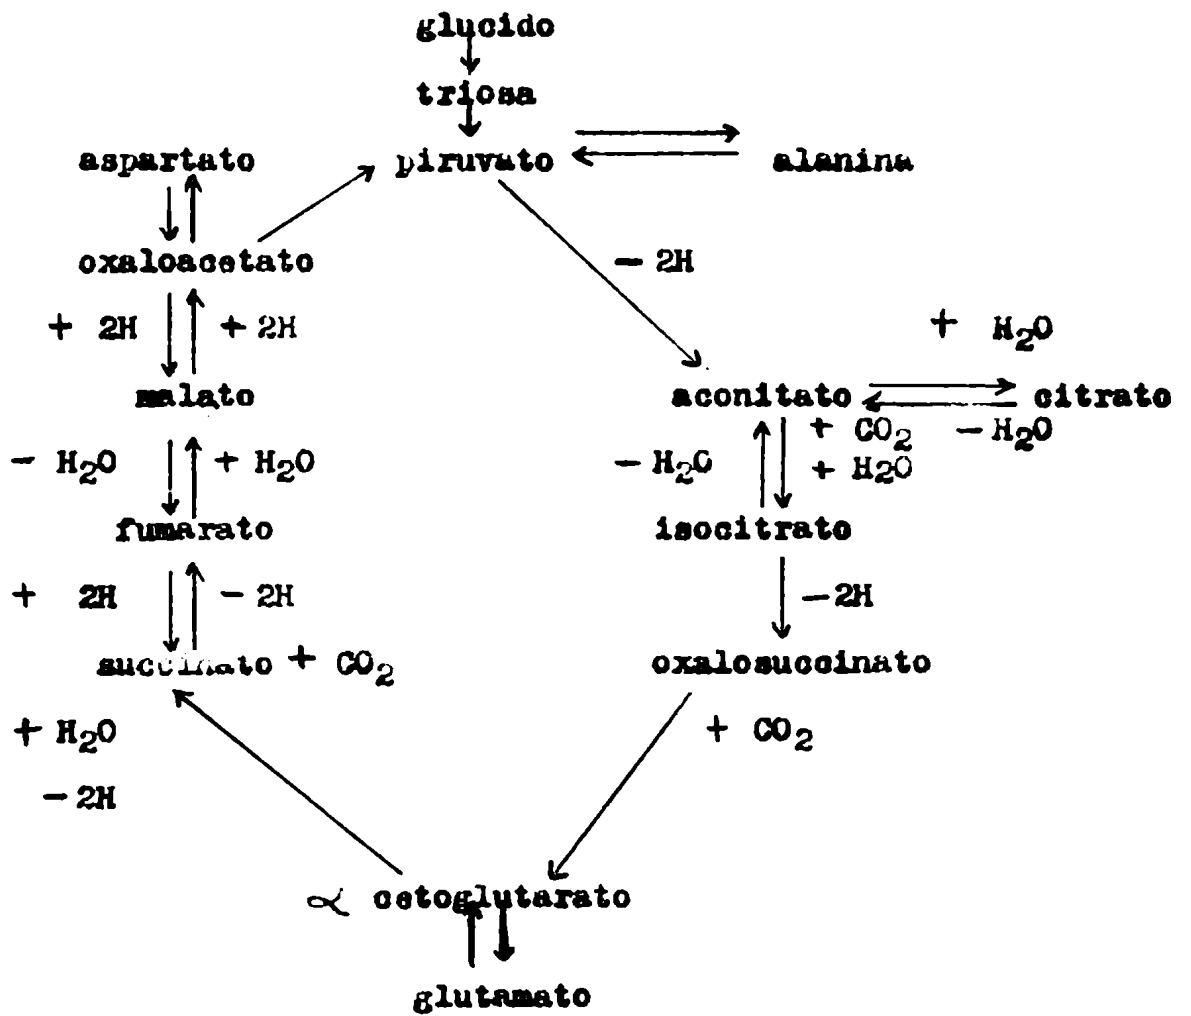 glucido
triosa
aspartato piruvato alanina
oxaloacetato − 2H
+ 2H + 2H + H₂O
malato aconitato citrato
+ CO₂ − H₂O
− H₂O + H₂O − H₂O + H₂O
fumarato isocitrato
+ 2H − 2H − 2H
succinato + CO₂ oxalosuccinato
+ H₂O + CO₂
− 2H
α cetoglutarato
glutamato